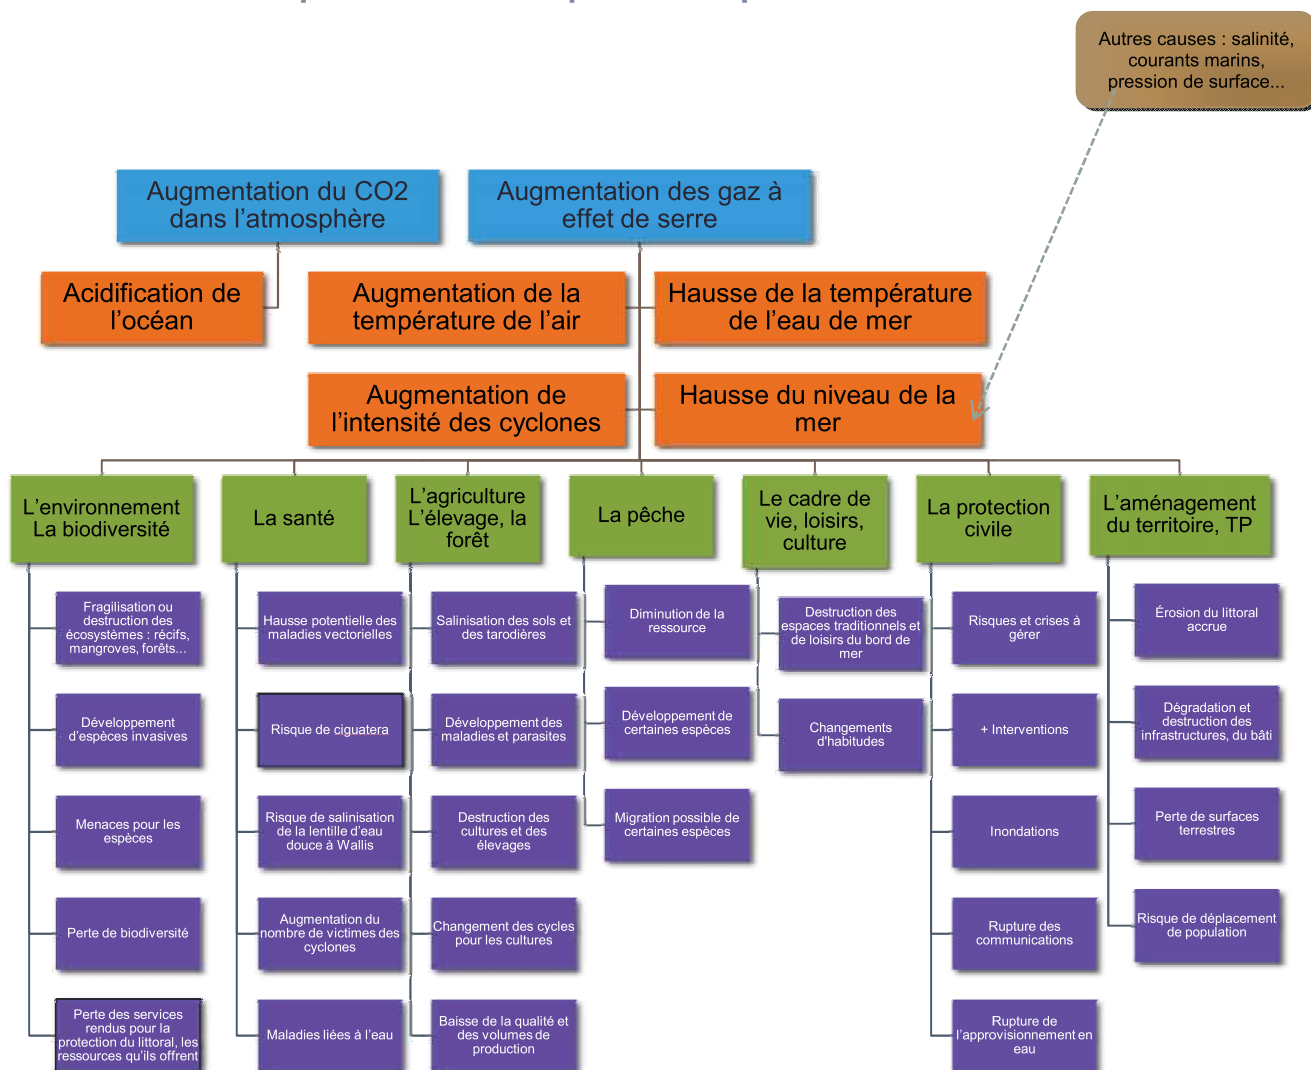 Autres causes : salinité,
courants marins,
pression de surface...
Augmentation du CO2
dans l’atmosphère
Augmentation des gaz à
effet de serre
Acidification de
l’océan
Augmentation de la
température de l’air
Hausse de la température
de l’eau de mer
Augmentation de
l’intensité des cyclones
Hausse du niveau de la
mer
L’environnement
La biodiversité
La santé
L’agriculture
L’élevage, la
forêt
La pêche
Le cadre de
vie, loisirs,
culture
La protection
civile
L’aménagement
du territoire, TP
Fragilisation ou
destruction des
écosystèmes : récifs,
mangroves, forêts...
Développement
d’espèces invasives
Menaces pour les
espèces
Perte de biodiversité
Perte des services
rendus pour la
protection du littoral, les
ressources qu’ils offrent
Hausse potentielle des
maladies vectorielles
Risque de ciguatera
Risque de salinisation
de la lentille d’eau
douce à Wallis
Augmentation du
nombre de victimes des
cyclones
Maladies liées à l’eau
Salinisation des sols et
des tarodières
Développement des
maladies et parasites
Destruction des
cultures et des
élevages
Changement des cycles
pour les cultures
Baisse de la qualité et
des volumes de
production
Diminution de la
ressource
Développement de
certaines espèces
Migration possible de
certaines espèces
Destruction des
espaces traditionnels et
de loisirs du bord de
mer
Changements
d’habitudes
Risques et crises à
gérer
+ Interventions
Inondations
Rupture des
communications
Rupture de
l’approvisionnement en
eau
Érosion du littoral
accrue
Dégradation et
destruction des
infrastructures, du bâti
Perte de surfaces
terrestres
Risque de déplacement
de population